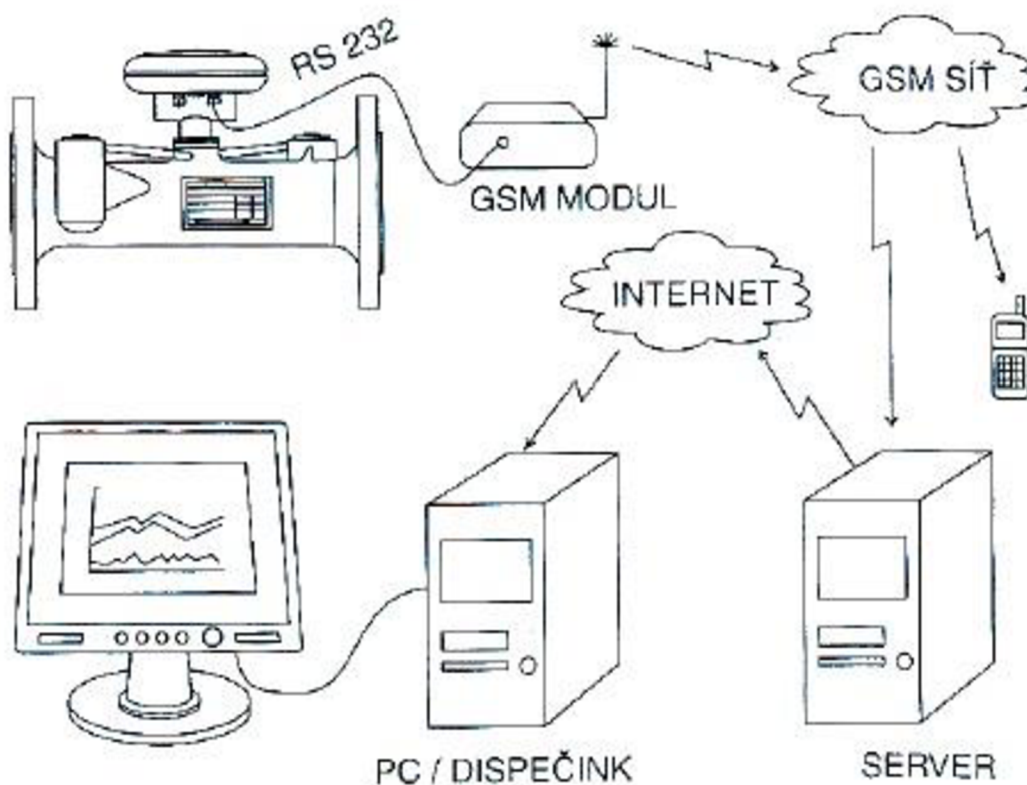 RS 232
GSM SÍŤ
GSM MODUL
INTERNET
PC / DISPEČINK
SERVER